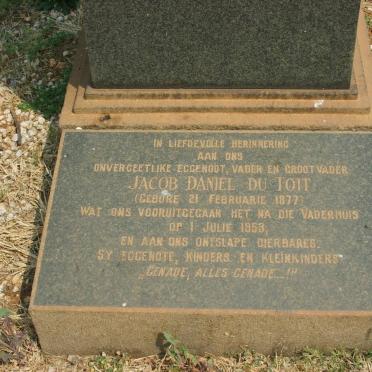 IN LIEFDEVOLLE HERINNERING
AAN ONS
ONVERGEETLIKE EGGENOOT, VADER EN GROOTVADER
JACOB DANIEL DU TOIT
(GEBORE 21 FEBRUARIE 1877)
WAT ONS VOORUITGEGAAN HET NA DIE VADERHUIS
OP 1 JULIE 1953,
EN AAN ONS ONTSLAPE DIERBARES.
SY EGGENOTE, KINDERS EN KLEINKINDERS
„GENADE, ALLES GENADE...!"